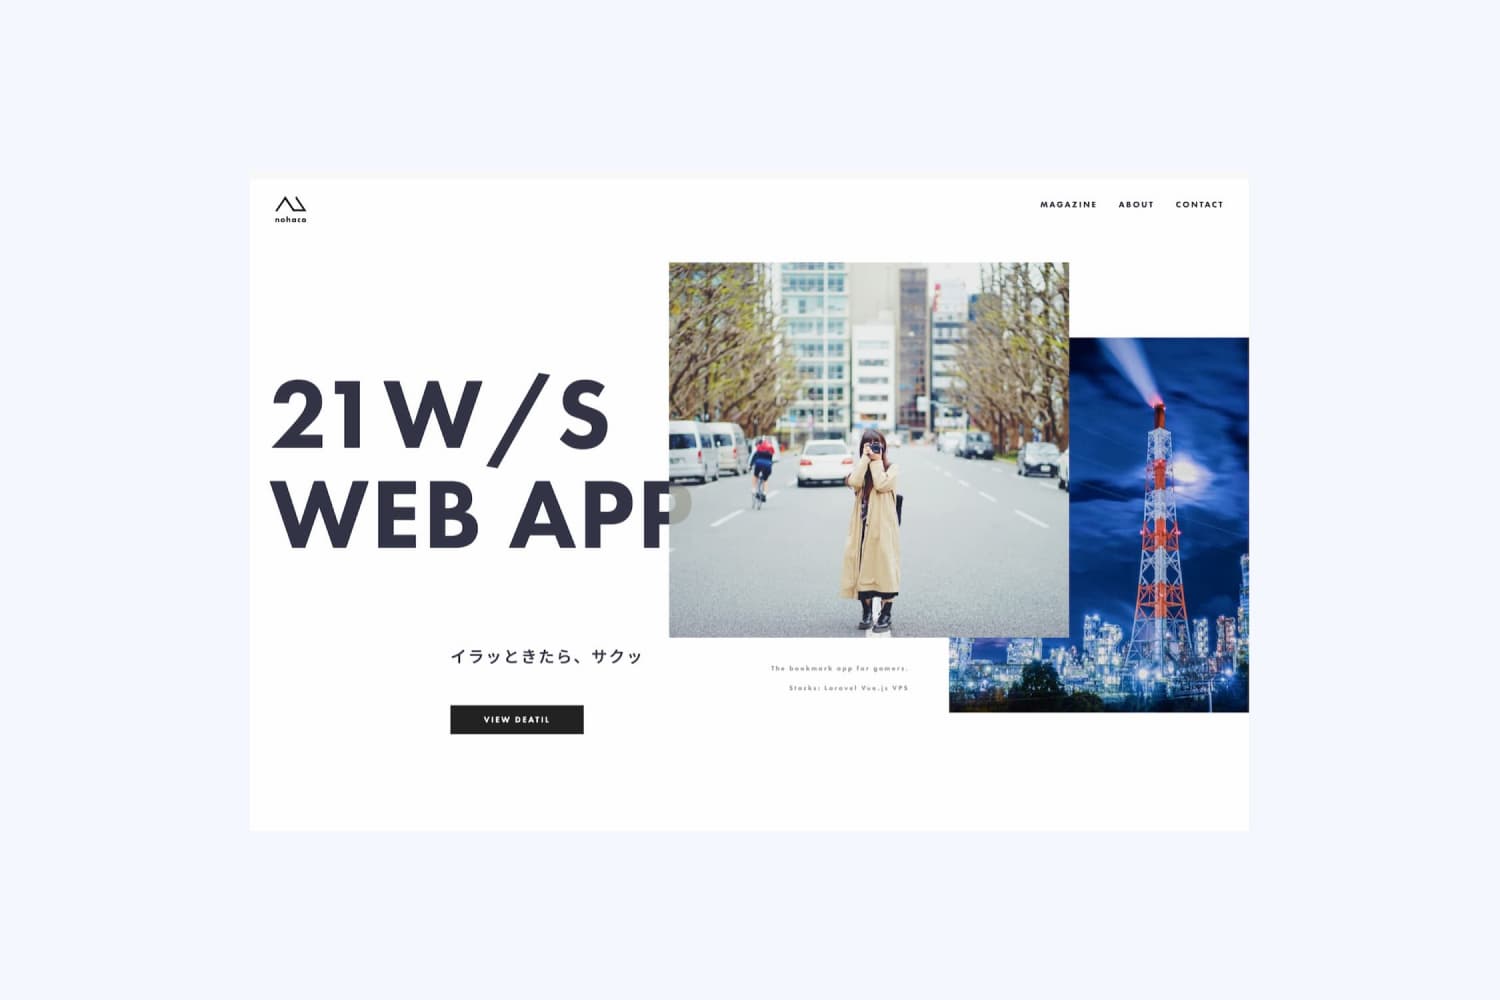 nohaco
MAGAZINE ABOUT CONTACT
21W/S
WEB APP
イラッときたら、サクッ
The bookmark app for gamers.
Stacks: Laravel Vue.js VPS
VIEW DEATIL